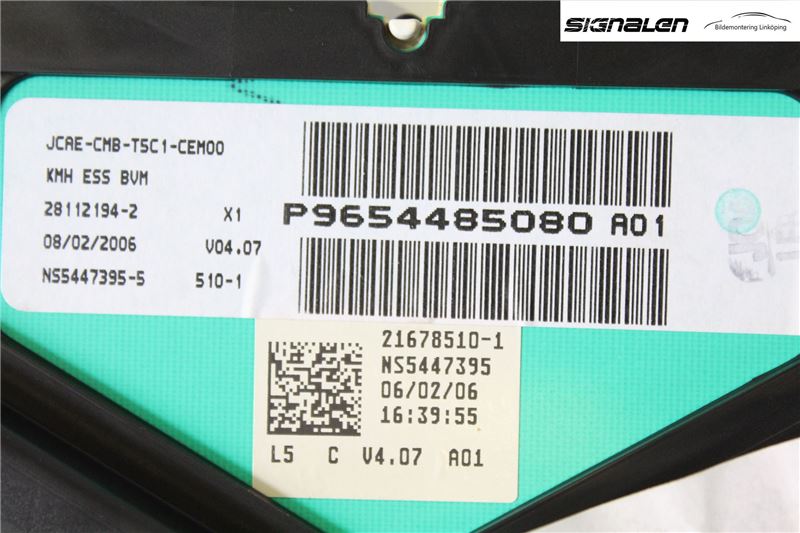 SIGNALEN
Bildemontering Linköping
JCAE-CMB-T5C1-CEM00
KMH ESS BVM
28112194-2 X1
P9654485080 A01
08/02/2006 V04.07
NS5447395-5 510-1
21678510-1
NS5447395
06/02/06
16:39:55
L5 C V4.07 A01